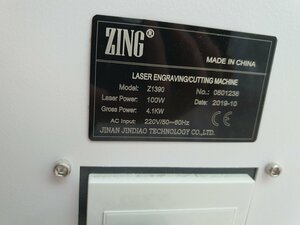 ZING®
MADE IN CHINA
LASER ENGRAVING/CUTTING MACHINE
Model: Z1390 No.: 0501236
Laser Power: 100W Date: 2019-10
Gross Power: 4.1KW
AC Input: 220V/50—60Hz CE
JINAN JINDIAO TECHNOLOGY CO.,LTD.